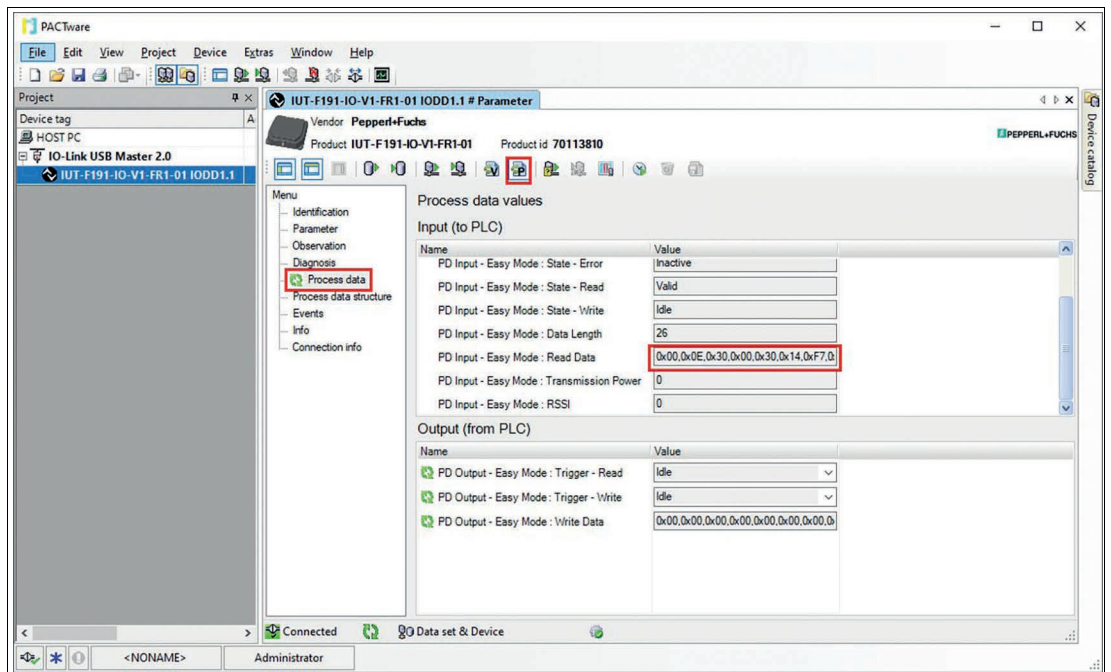 PACTware
File Edit View Project Device Extras Window Help
Project
Device tag A
HOST PC
IO-Link USB Master 2.0
IUT-F191-IO-V1-FR1-01 IODD1.1
IUT-F191-IO-V1-FR1-01 IODD1.1 # Parameter
Vendor Pepperl+Fuchs
Product IUT-F191-IO-V1-FR1-01 Product id 70113810
PEPPERL+FUCHS
Device catalog
Menu
Identification
Parameter
Observation
Diagnosis
Process data
Process data structure
Events
Info
Connection info
Process data values
Input (to PLC)
Name Value
PD Input - Easy Mode : State - Error Inactive
PD Input - Easy Mode : State - Read Valid
PD Input - Easy Mode : State - Write Idle
PD Input - Easy Mode : Data Length 26
PD Input - Easy Mode : Read Data 0x00,0x0E,0x30,0x00,0x30,0x14,0xF7,0x
PD Input - Easy Mode : Transmission Power 0
PD Input - Easy Mode : RSSI 0
Output (from PLC)
Name Value
PD Output - Easy Mode : Trigger - Read Idle
PD Output - Easy Mode : Trigger - Write Idle
PD Output - Easy Mode : Write Data 0x00,0x00,0x00,0x00,0x00,0x00,0x00,0x
Connected Data set & Device
<NONAME> Administrator